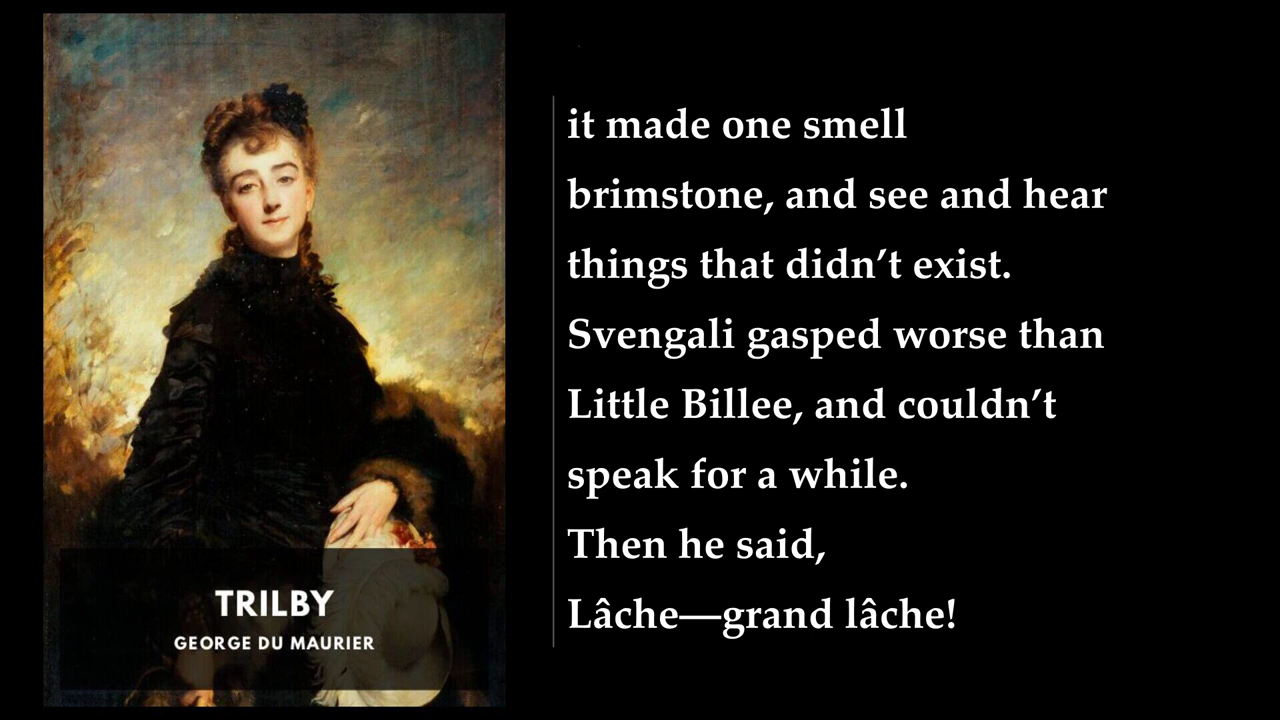 TRILBY
GEORGE DU MAURIER
it made one smell
brimstone, and see and hear
things that didn’t exist.
Svengali gasped worse than
Little Billee, and couldn’t
speak for a while.
Then he said,
Lâche—grand lâche!